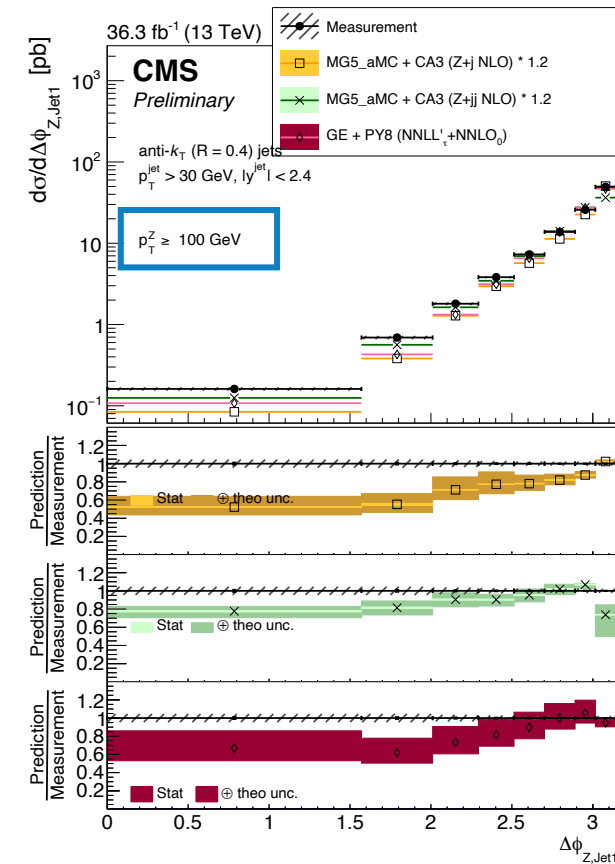 36.3 fb⁻¹ (13 TeV)
Measurement
MG5_aMC + CA3 (Z+j NLO) * 1.2
MG5_aMC + CA3 (Z+jj NLO) * 1.2
GE + PY8 (NNLL'τ+NNLO₀)
CMS
Preliminary
anti-k_T (R = 0.4) jets
p_T^jet > 30 GeV, |y^jet| < 2.4
p_T^Z ≥ 100 GeV
dσ/dΔϕ_Z,Jet1 [pb]
10³
10²
10
1
10⁻¹
Prediction
Measurement
1.2
1
0.8
0.6
0.4
0.2
Stat ⊕ theo unc.
Prediction
Measurement
1.2
1
0.8
0.6
0.4
0.2
Stat ⊕ theo unc.
Prediction
Measurement
1.2
1
0.8
0.6
0.4
0.2
Stat ⊕ theo unc.
0 0.5 1 1.5 2 2.5 3
Δϕ_Z,Jet1